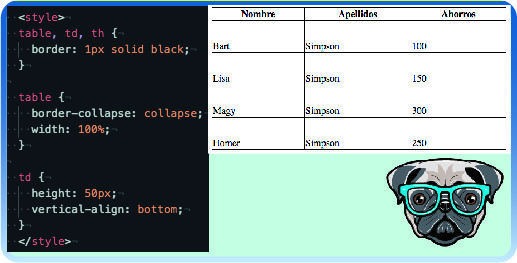 <style>
table, td, th {
border: 1px solid black;
}
table {
border-collapse: collapse;
width: 100%;
}
td {
height: 50px;
vertical-align: bottom;
}
</style>
Nombre Apellidos Ahorros
Bart Simpson 100
Lisa Simpson 150
Magy Simpson 300
Homer Simpson 250